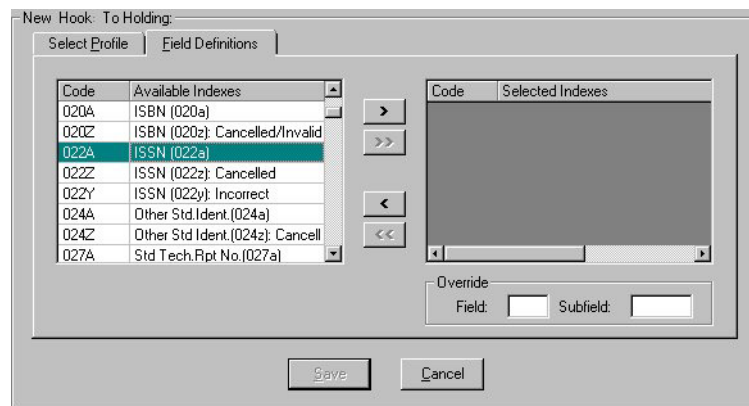 New Hook: To Holding:
Select Profile Field Definitions
Code Available Indexes
020A ISBN (020a)
020Z ISBN (020z): Cancelled/Invalid
022A ISSN (022a)
022Z ISSN (022z): Cancelled
022Y ISSN (022y): Incorrect
024A Other Std.Ident.(024a)
024Z Other Std Ident.(024z): Cancell
027A Std Tech.Rpt No.(027a)
>
>>
<
<<
Code Selected Indexes
Override
Field: Subfield:
Save Cancel